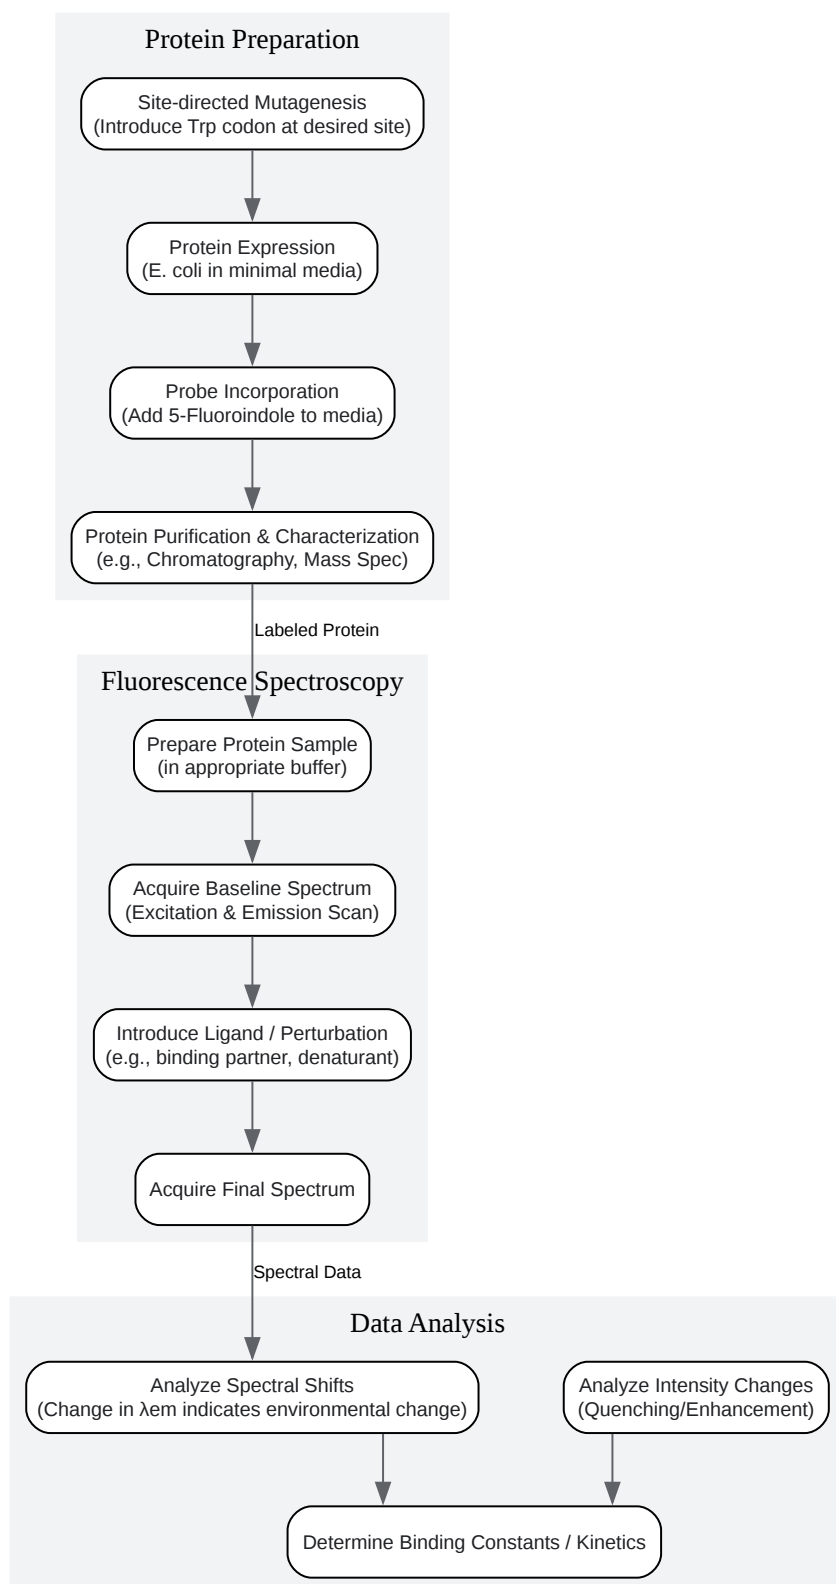 Protein Preparation
Site-directed Mutagenesis
(Introduce Trp codon at desired site)
Protein Expression
(E. coli in minimal media)
Probe Incorporation
(Add 5-Fluoroindole to media)
Protein Purification & Characterization
(e.g., Chromatography, Mass Spec)
Labeled Protein
Fluorescence Spectroscopy
Prepare Protein Sample
(in appropriate buffer)
Acquire Baseline Spectrum
(Excitation & Emission Scan)
Introduce Ligand / Perturbation
(e.g., binding partner, denaturant)
Acquire Final Spectrum
Spectral Data
Data Analysis
Analyze Spectral Shifts
(Change in λem indicates environmental change)
Analyze Intensity Changes
(Quenching/Enhancement)
Determine Binding Constants / Kinetics